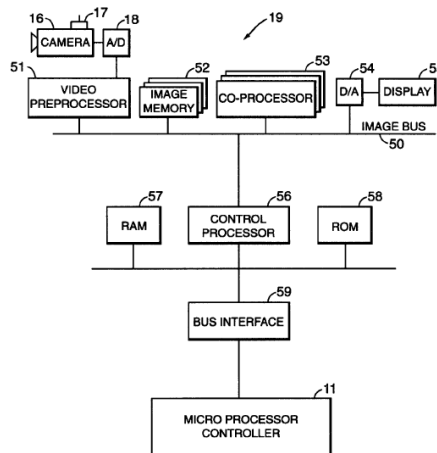 16
17
18
19
CAMERA
A/D
51
52
53
54
5
VIDEO
PREPROCESSOR
IMAGE
MEMORY
CO-PROCESSOR
D/A
DISPLAY
IMAGE BUS
50
57
56
58
RAM
CONTROL
PROCESSOR
ROM
59
BUS INTERFACE
11
MICRO PROCESSOR
CONTROLLER